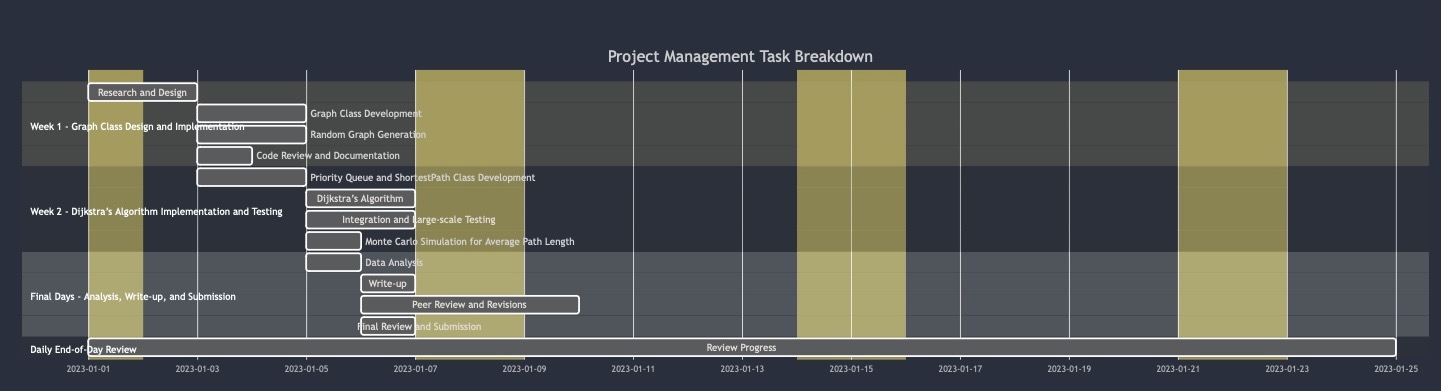 Project Management Task Breakdown
Research and Design
Graph Class Development
Week 1 - Graph Class Design and Implementation
Random Graph Generation
Code Review and Documentation
Priority Queue and ShortestPath Class Development
Dijkstra’s Algorithm
Week 2 - Dijkstra’s Algorithm Implementation and Testing
Integration and Large-scale Testing
Monte Carlo Simulation for Average Path Length
Data Analysis
Write-up
Final Days - Analysis, Write-up, and Submission
Peer Review and Revisions
Final Review and Submission
Daily End-of-Day Review
Review Progress
2023-01-01 2023-01-03 2023-01-05 2023-01-07 2023-01-09 2023-01-11 2023-01-13 2023-01-15 2023-01-17 2023-01-19 2023-01-21 2023-01-23 2023-01-25